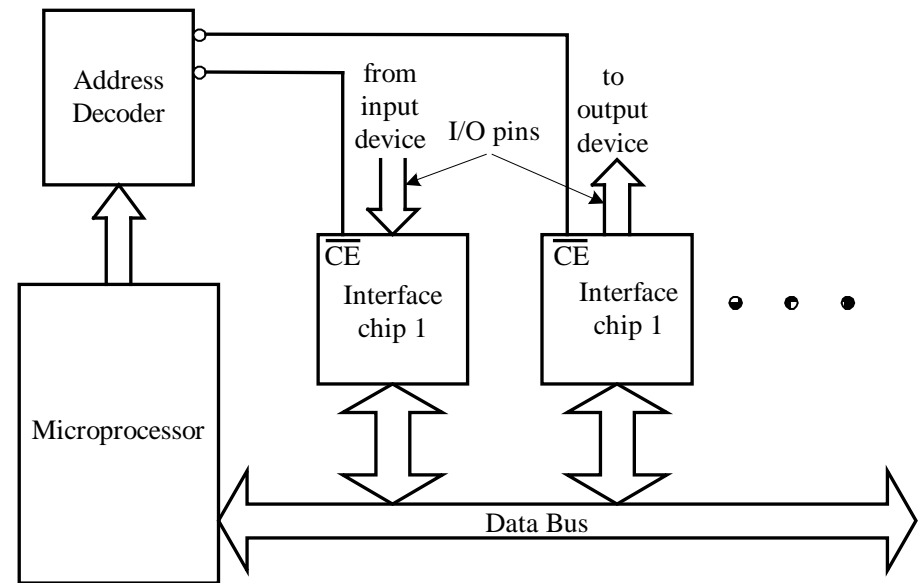 Address
Decoder
from
input
device
I/O pins
to
output
device
CE
Interface
chip 1
CE
Interface
chip 1
Microprocessor
Data Bus